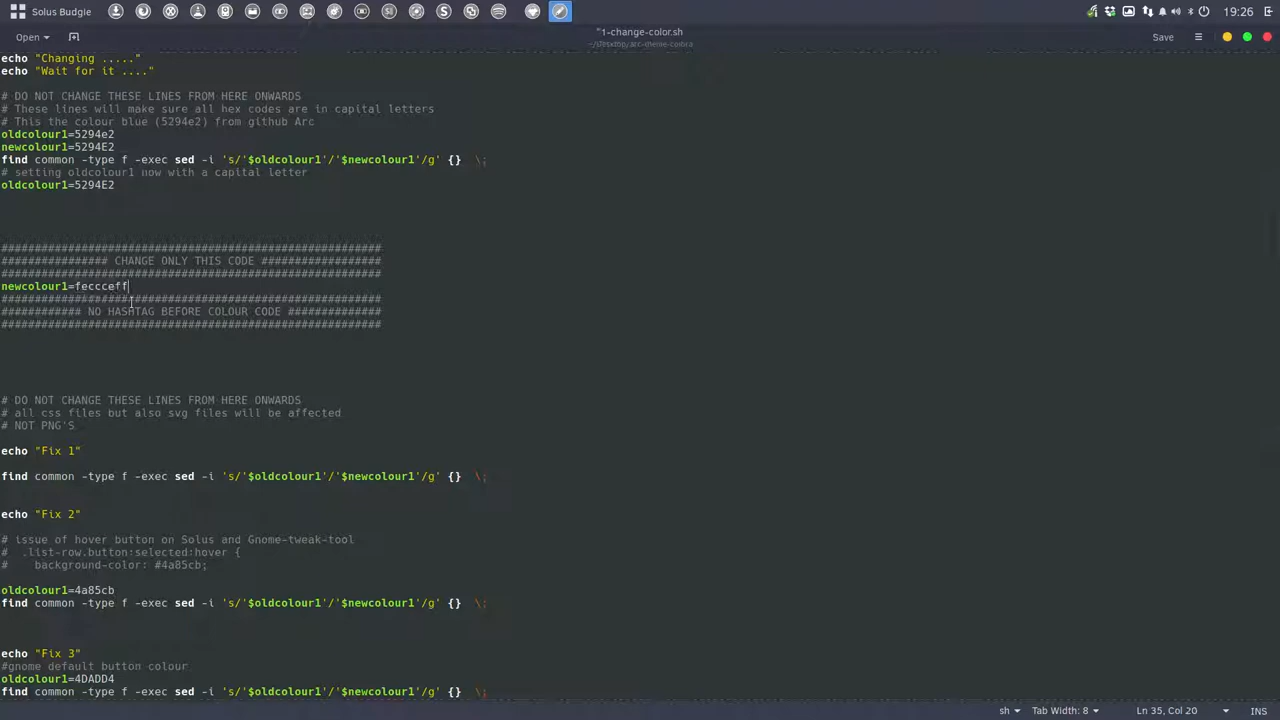 Solus Budgie
19:26
Open
*1-change-color.sh
~/Desktop/arc-theme-colora
Save
echo "Changing ....."
echo "Wait for it ...."
# DO NOT CHANGE THESE LINES FROM HERE ONWARDS
# These lines will make sure all hex codes are in capital letters
# This the colour blue (5294e2) from github Arc
oldcolour1=5294e2
newcolour1=5294E2
find common -type f -exec sed -i 's/'$oldcolour1'/'$newcolour1'/g' {}  \;
# setting oldcolour1 now with a capital letter
oldcolour1=5294E2
#########################################################
################ CHANGE ONLY THIS CODE ##################
#########################################################
newcolour1=feccceff
#########################################################
############ NO HASHTAG BEFORE COLOUR CODE ##############
#########################################################
# DO NOT CHANGE THESE LINES FROM HERE ONWARDS
# all css files but also svg files will be affected
# NOT PNG'S
echo "Fix 1"
find common -type f -exec sed -i 's/'$oldcolour1'/'$newcolour1'/g' {}  \;
echo "Fix 2"
# issue of hover button on Solus and Gnome-tweak-tool
#  .list-row.button:selected:hover {
#    background-color: #4a85cb;
oldcolour1=4a85cb
find common -type f -exec sed -i 's/'$oldcolour1'/'$newcolour1'/g' {}  \;
echo "Fix 3"
#gnome default button colour
oldcolour1=4DADD4
find common -type f -exec sed -i 's/'$oldcolour1'/'$newcolour1'/g' {}  \;
sh
Tab Width: 8
Ln 35, Col 20
INS